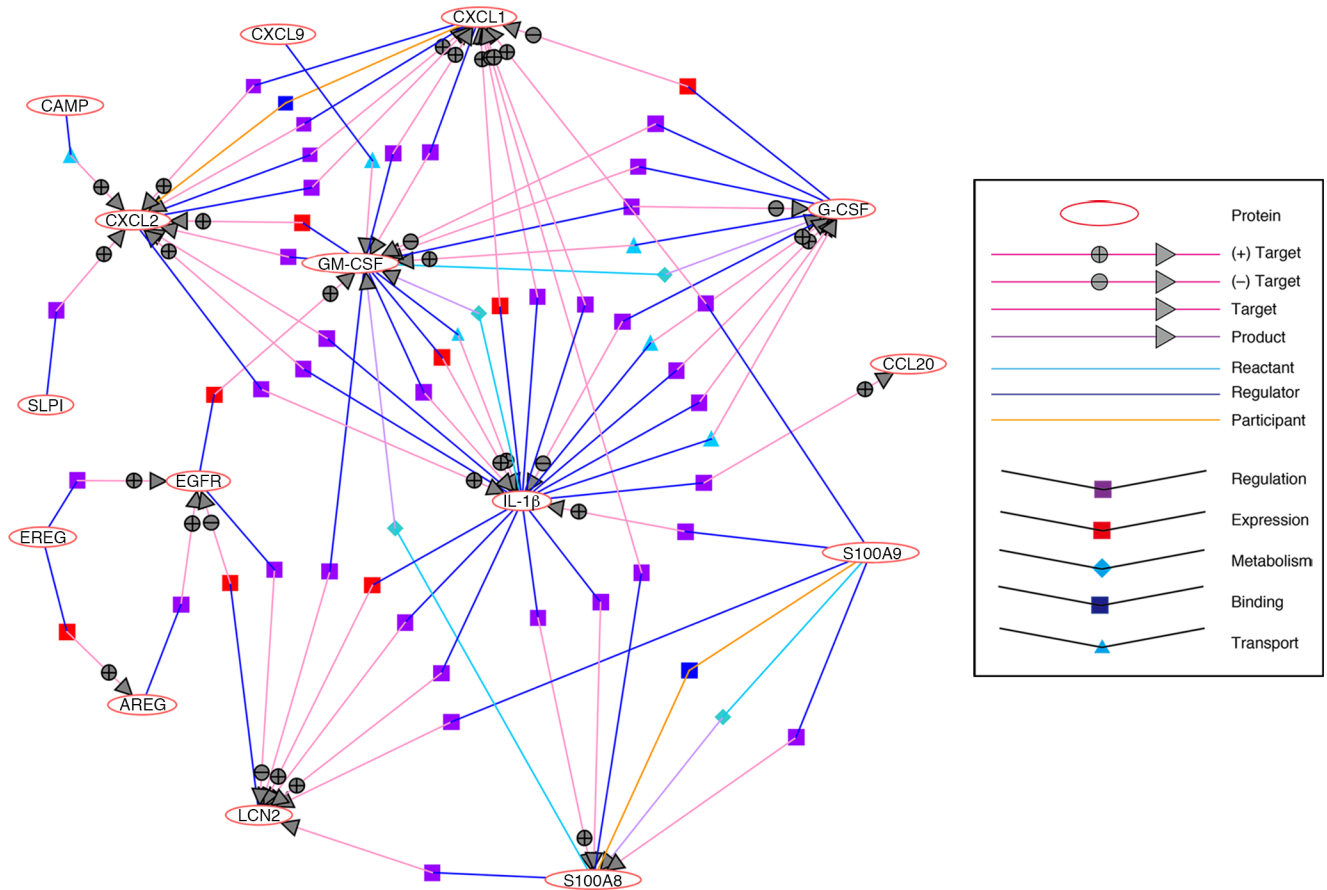 CXCL1
CXCL9
CAMP
CXCL2
G-CSF
GM-CSF
CCL20
SLPI
EGFR
IL-1β
EREG
S100A9
AREG
LCN2
S100A8
Protein
(+) Target
(–) Target
Target
Product
Reactant
Regulator
Participant
Regulation
Expression
Metabolism
Binding
Transport